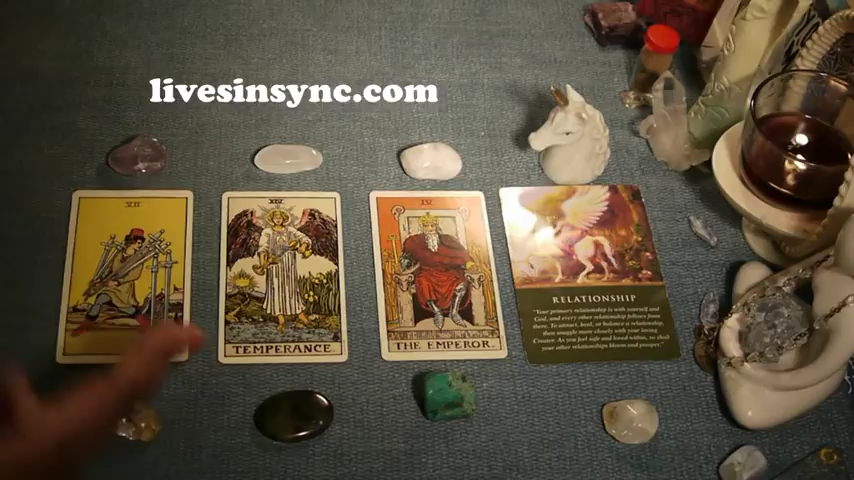 livesinsync.com
VII
XIV
IV
TEMPERANCE.
THE EMPEROR.
RELATIONSHIP
"Your primary relationship is with yourself and
God, and every other relationship follows from
there. To attract, heal, or balance a relationship,
then snuggle more closely with your loving
Creator. As you feel safe and loved within, so shall
your other relationships bloom and prosper."